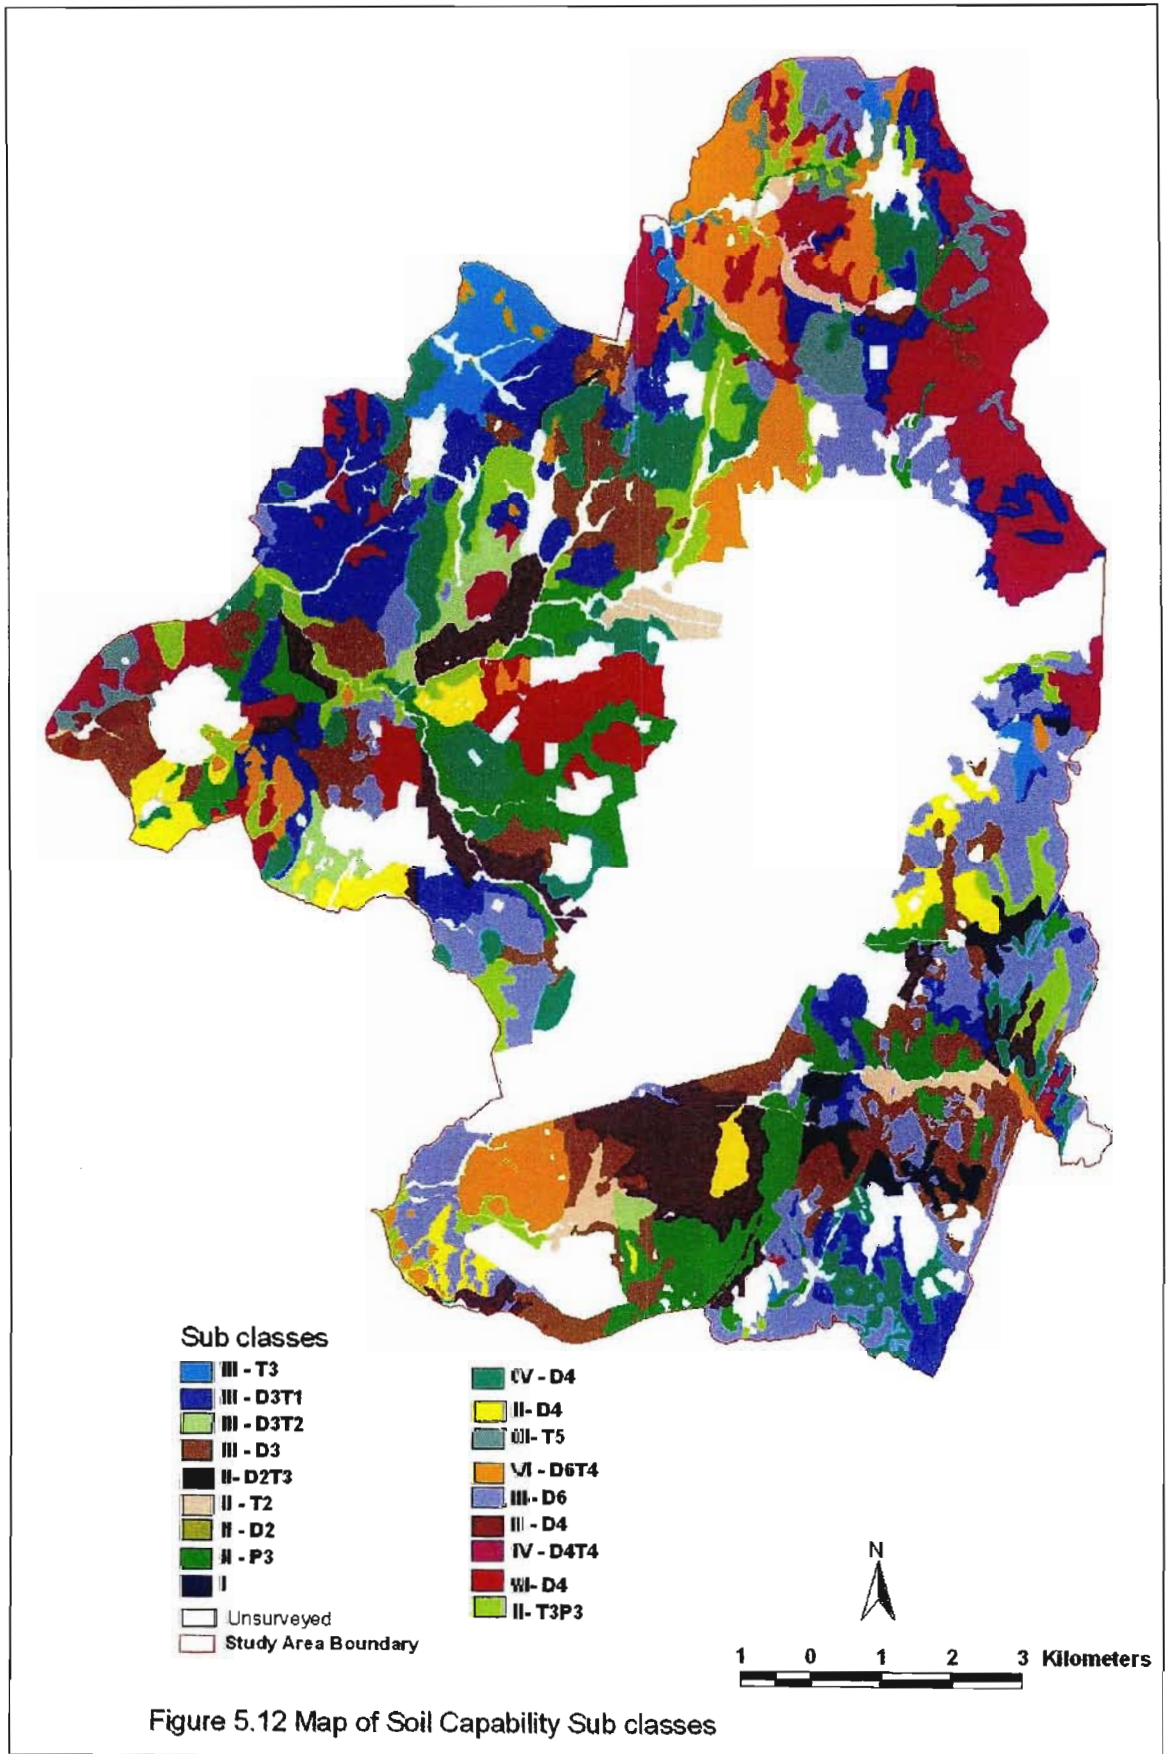 Sub classes
III - T3
III - D3T1
III - D3T2
III - D3
II- D2T3
II - T2
II - D2
II - P3
I
Unsurveyed
Study Area Boundary
IV - D4
II- D4
III- T5
VI - D6T4
III- D6
III - D4
IV - D4T4
VI- D4
II- T3P3
N
1 0 1 2 3 Kilometers
Figure 5.12 Map of Soil Capability Sub classes